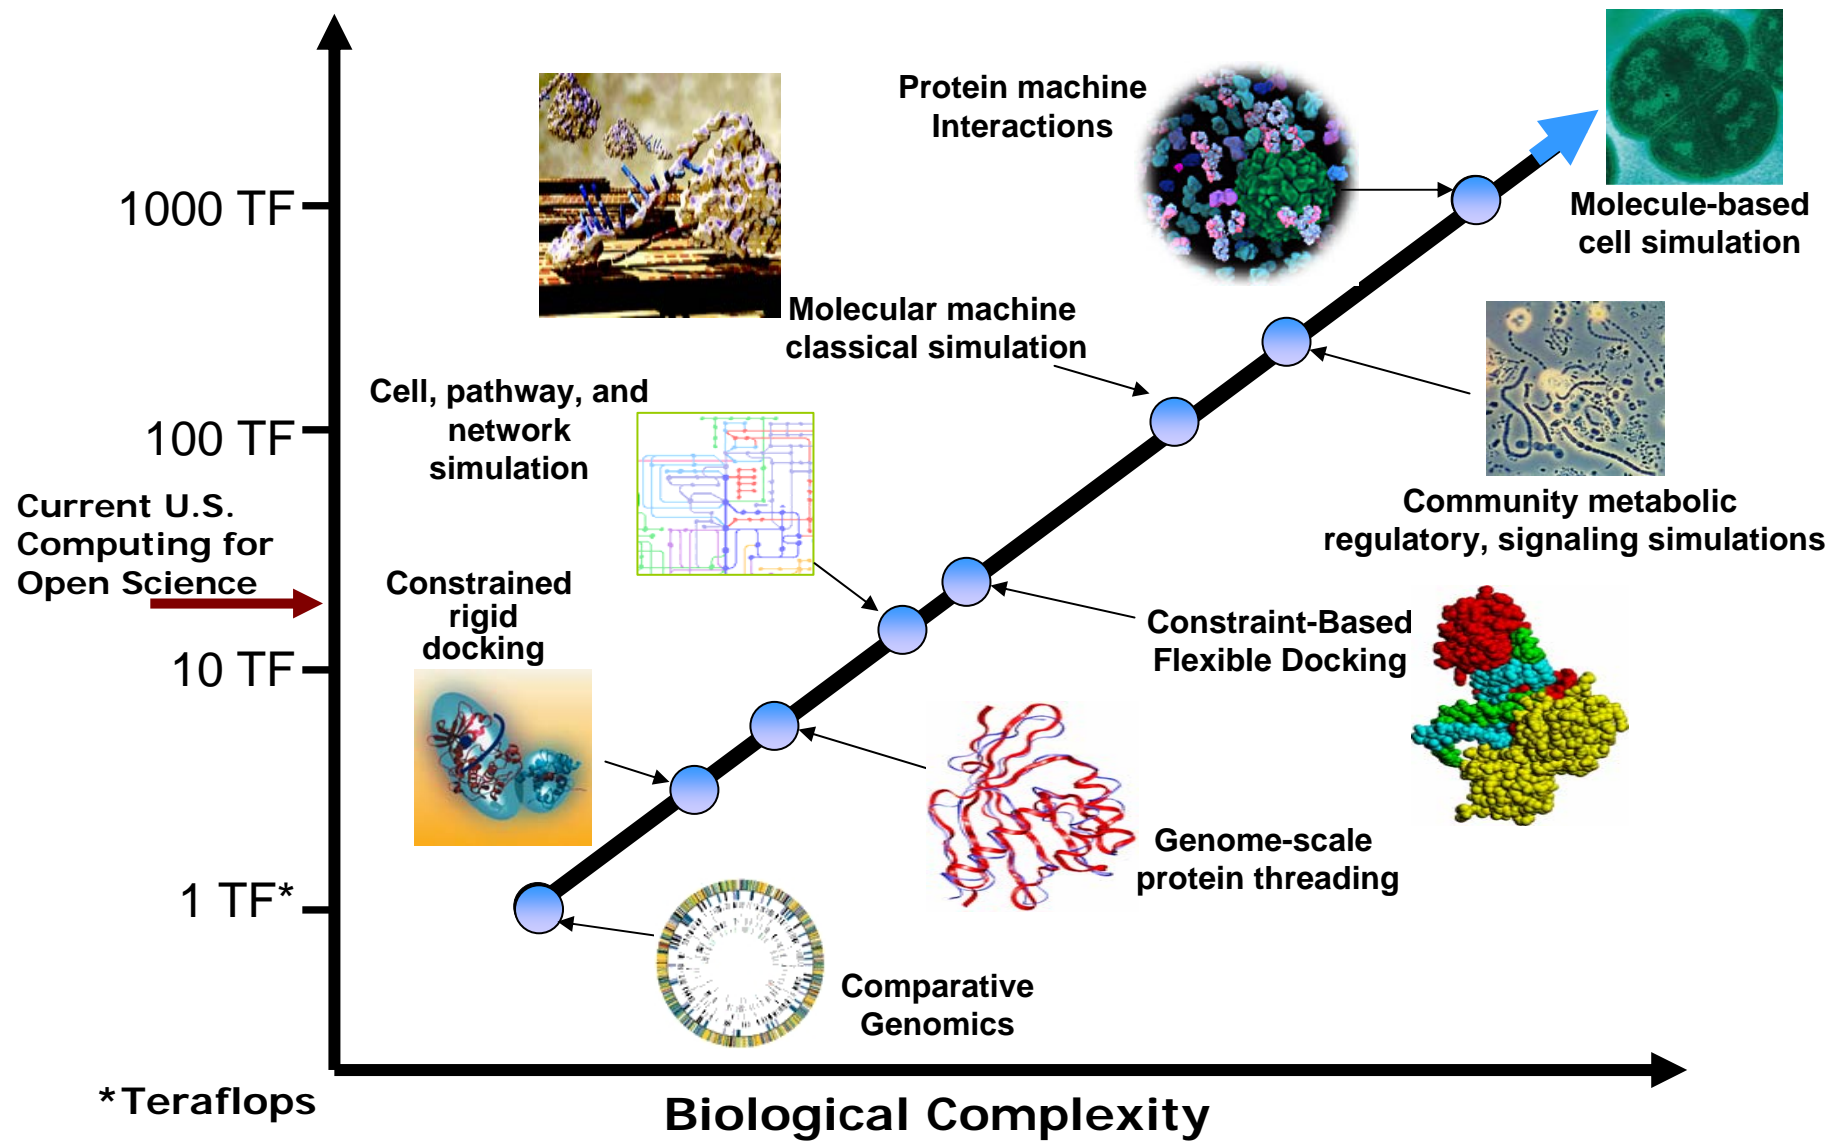 Protein machine
Interactions
1000 TF
Molecule-based
cell simulation
Molecular machine
classical simulation
Cell, pathway, and
network
simulation
100 TF
Current U.S.
Computing for
Open Science
Community metabolic
regulatory, signaling simulations
Constrained
rigid
docking
Constraint-Based
Flexible Docking
10 TF
Genome-scale
protein threading
1 TF*
Comparative
Genomics
*Teraflops
Biological Complexity